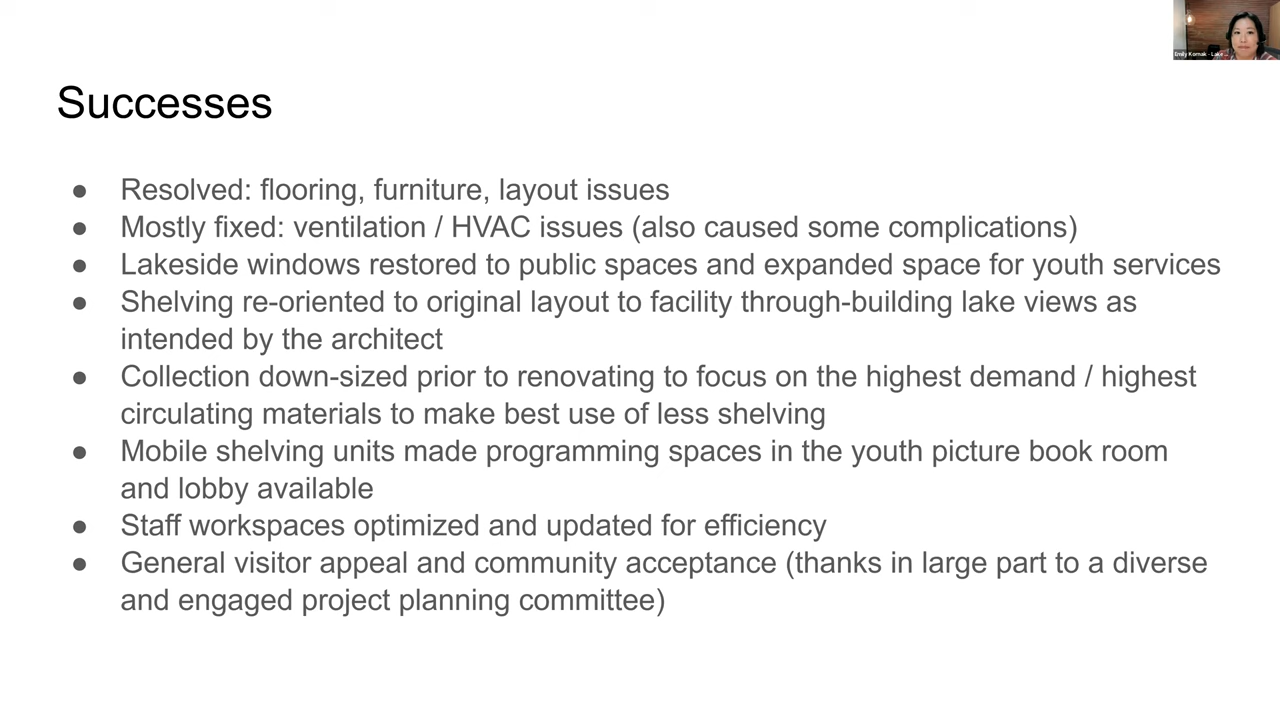 Emily Kornak - Lake ...
Successes
● Resolved: flooring, furniture, layout issues
● Mostly fixed: ventilation / HVAC issues (also caused some complications)
● Lakeside windows restored to public spaces and expanded space for youth services
● Shelving re-oriented to original layout to facility through-building lake views as
intended by the architect
● Collection down-sized prior to renovating to focus on the highest demand / highest
circulating materials to make best use of less shelving
● Mobile shelving units made programming spaces in the youth picture book room
and lobby available
● Staff workspaces optimized and updated for efficiency
● General visitor appeal and community acceptance (thanks in large part to a diverse
and engaged project planning committee)